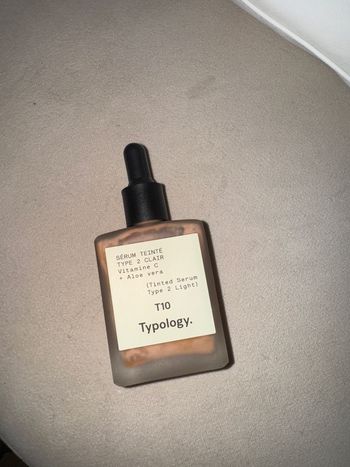 SÉRUM TEINTÉ
TYPE 2 CLAIR
Vitamine C
+ Aloe vera
(Tinted Serum
Type 2 Light)
T10
Typology.